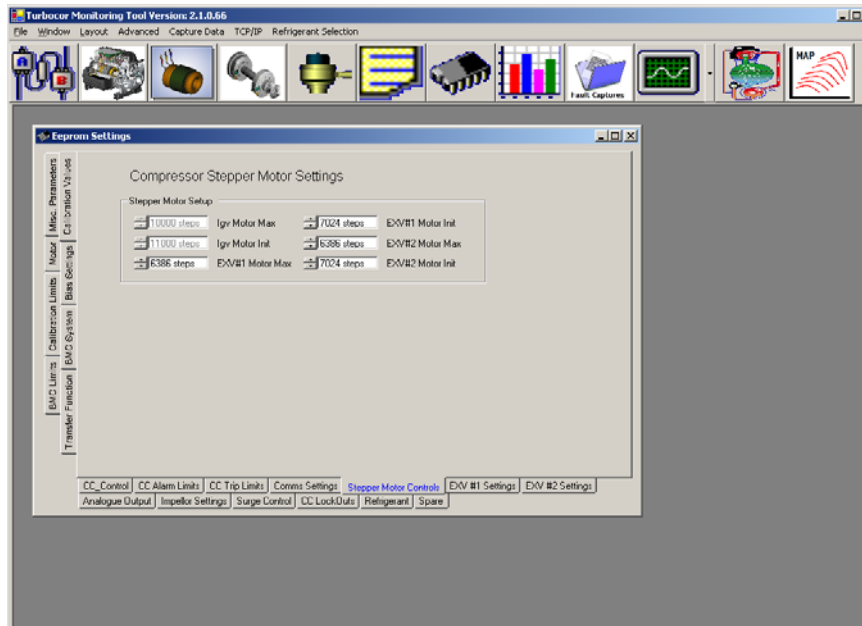 Turbocor Monitoring Tool Version: 2.1.0.66
File Window Layout Advanced Capture Data TCP/IP Refrigerant Selection
A
B
Fault Captures
MAP
Eeprom Settings
Misc. Parameters
Motor
Calibration Limits
BMC Limits
Calibration Values
Bias Settings
BMC System
Transfer Function
Compressor Stepper Motor Settings
Stepper Motor Setup
10000 steps Igv Motor Max 7024 steps EXV#1 Motor Init
11000 steps Igv Motor Init 6386 steps EXV#2 Motor Max
6386 steps EXV#1 Motor Max 7024 steps EXV#2 Motor Init
CC_Control CC Alarm Limits CC Trip Limits Comms Settings Stepper Motor Controls EXV #1 Settings EXV #2 Settings
Analogue Output Impellor Settings Surge Control CC LockOuts Refrigerant Spare